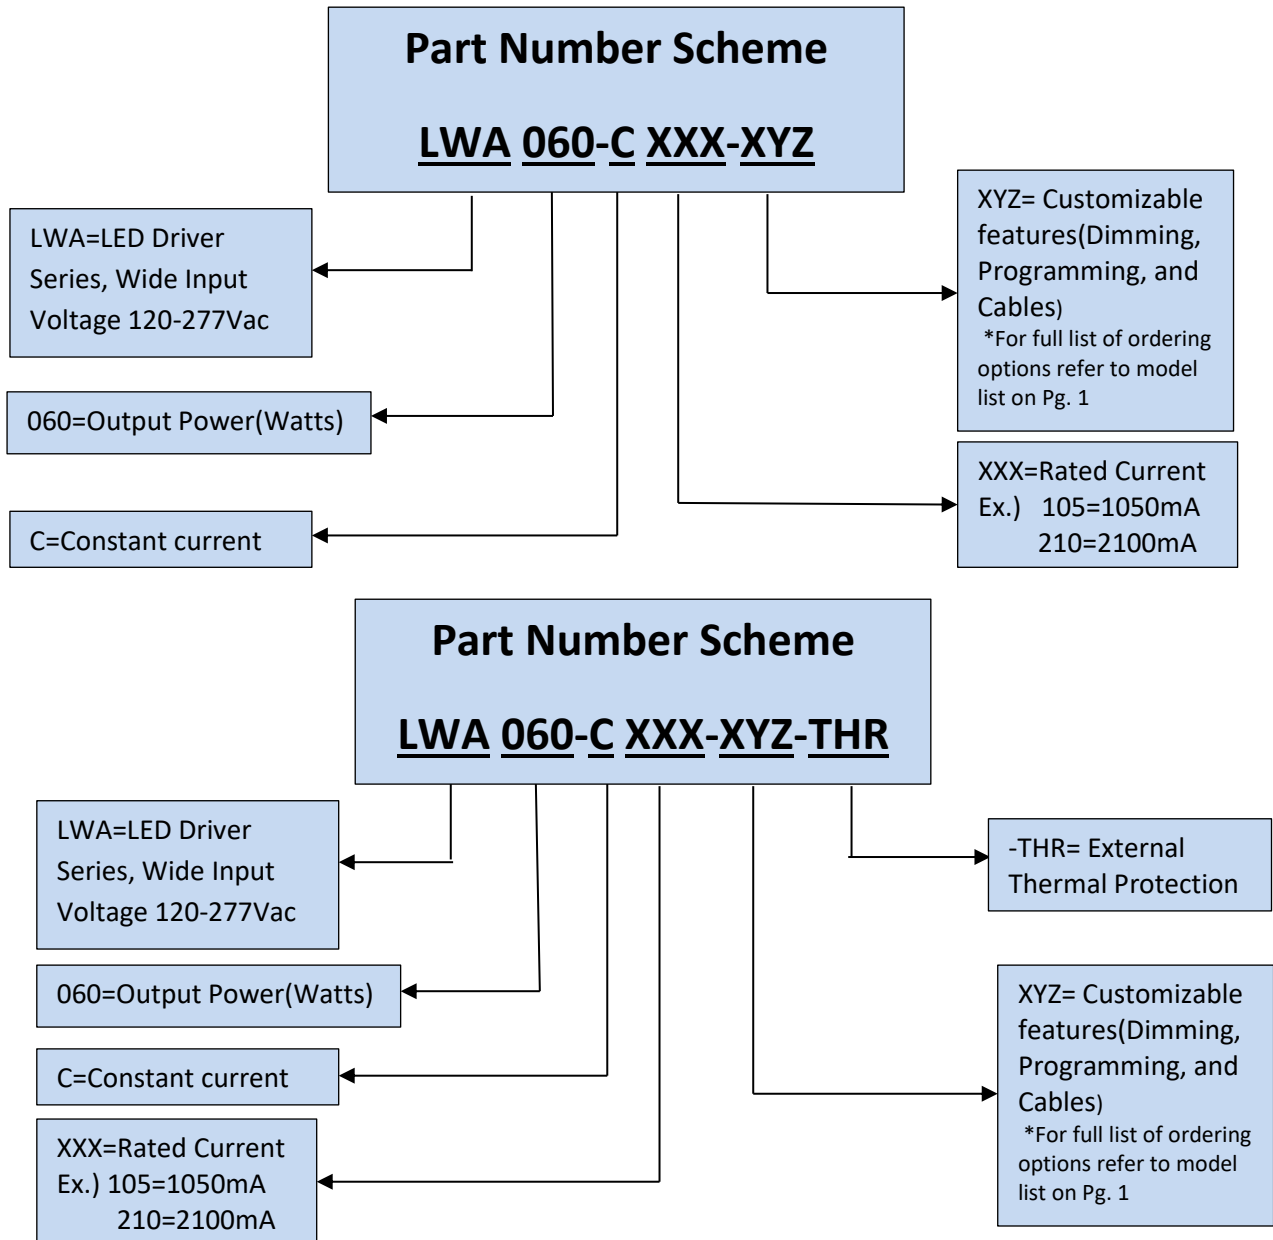 Part Number Scheme
LWA 060-C XXX-XYZ
LWA=LED Driver
Series, Wide Input
Voltage 120-277Vac
060=Output Power(Watts)
C=Constant current
XYZ= Customizable
features(Dimming,
Programming, and
Cables)
*For full list of ordering
options refer to model
list on Pg. 1
XXX=Rated Current
Ex.) 105=1050mA
210=2100mA
Part Number Scheme
LWA 060-C XXX-XYZ-THR
LWA=LED Driver
Series, Wide Input
Voltage 120-277Vac
060=Output Power(Watts)
C=Constant current
XXX=Rated Current
Ex.) 105=1050mA
210=2100mA
-THR= External
Thermal Protection
XYZ= Customizable
features(Dimming,
Programming, and
Cables)
*For full list of ordering
options refer to model
list on Pg. 1